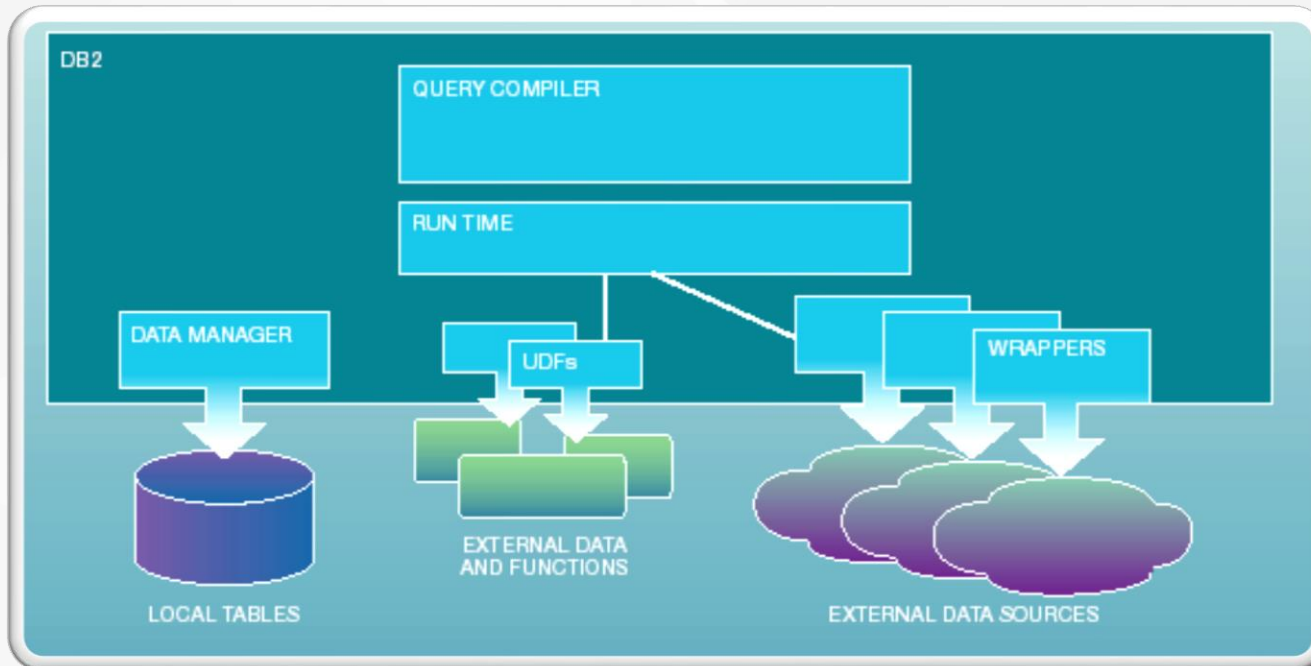 DB2
QUERY COMPILER
RUN TIME
DATA MANAGER
UDFs
WRAPPERS
EXTERNAL DATA
AND FUNCTIONS
LOCAL TABLES
EXTERNAL DATA SOURCES